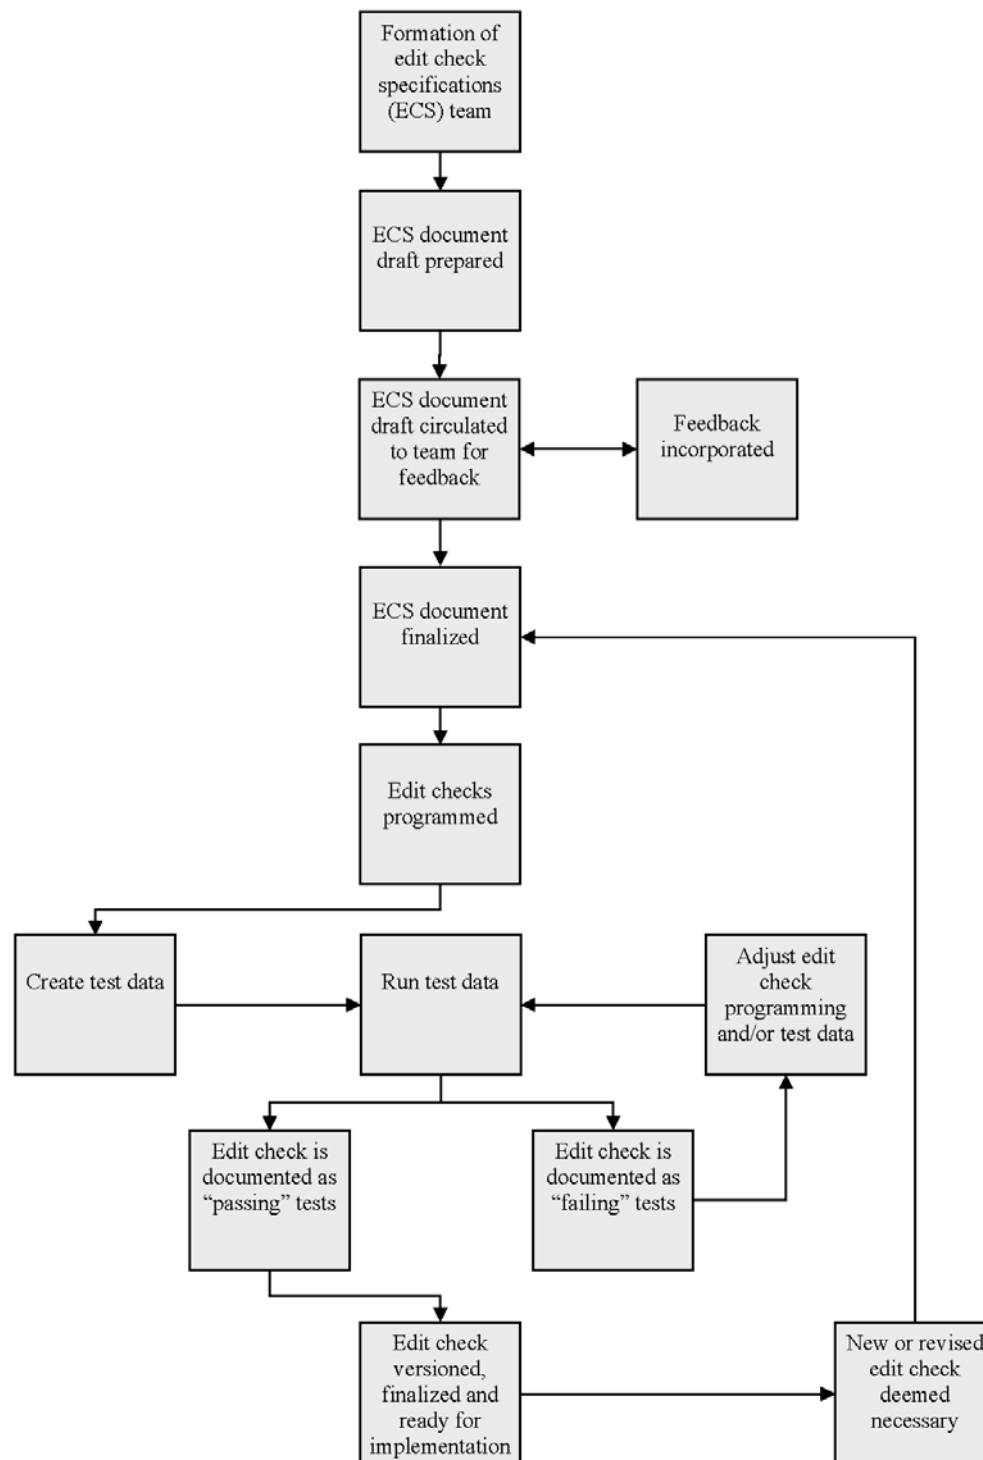 Formation of
edit check
specifications
(ECS) team
ECS document
draft prepared
ECS document
draft circulated
to team for
feedback
Feedback
incorporated
ECS document
finalized
Edit checks
programmed
Create test data
Run test data
Adjust edit
check
programming
and/or test data
Edit check is
documented as
“passing” tests
Edit check is
documented as
“failing” tests
Edit check
versioned,
finalized and
ready for
implementation
New or revised
edit check
deemed
necessary